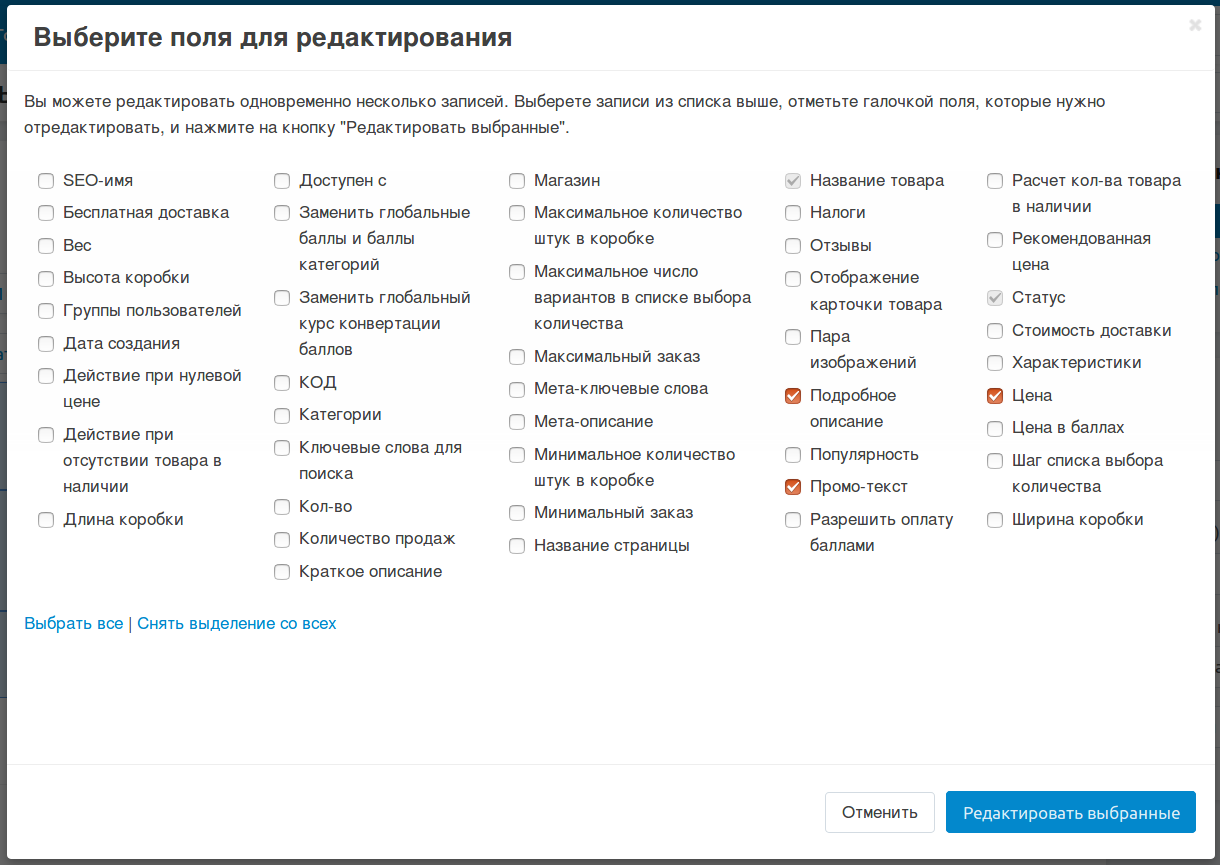 Выберите поля для редактирования
Вы можете редактировать одновременно несколько записей. Выберете записи из списка выше, отметьте галочкой поля, которые нужно
отредактировать, и нажмите на кнопку "Редактировать выбранные".
SEO-имя
Бесплатная доставка
Вес
Высота коробки
Группы пользователей
Дата создания
Действие при нулевой
цене
Действие при
отсутствии товара в
наличии
Длина коробки
Доступен с
Заменить глобальные
баллы и баллы
категорий
Заменить глобальный
курс конвертации
баллов
КОД
Категории
Ключевые слова для
поиска
Кол-во
Количество продаж
Краткое описание
Магазин
Максимальное количество
штук в коробке
Максимальное число
вариантов в списке выбора
количества
Максимальный заказ
Мета-ключевые слова
Мета-описание
Минимальное количество
штук в коробке
Минимальный заказ
Название страницы
Название товара
Налоги
Отзывы
Отображение
карточки товара
Пара
изображений
Подробное
описание
Популярность
Промо-текст
Разрешить оплату
баллами
Расчет кол-ва товара
в наличии
Рекомендованная
цена
Статус
Стоимость доставки
Характеристики
Цена
Цена в баллах
Шаг списка выбора
количества
Ширина коробки
Выбрать все | Снять выделение со всех
Отменить
Редактировать выбранные